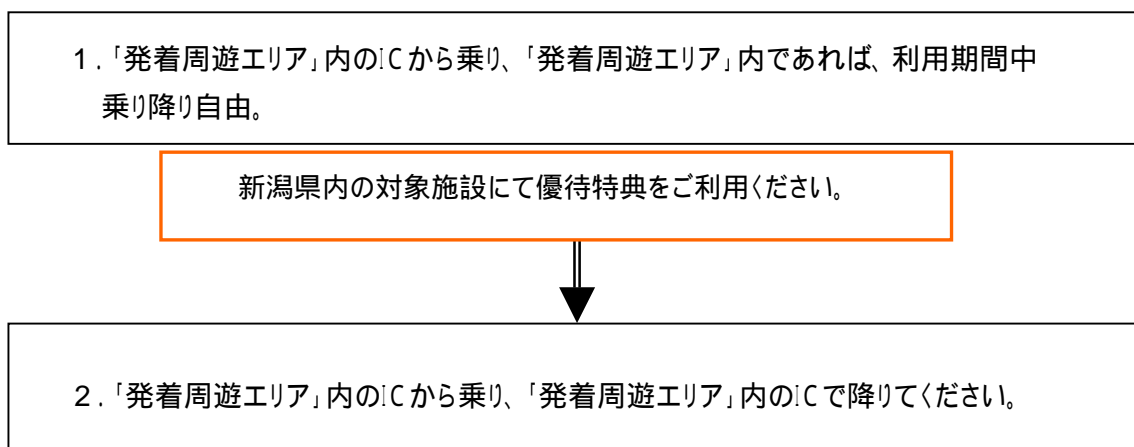 1.「発着周遊エリア」内のICから乗り、「発着周遊エリア」内であれば、利用期間中
乗り降り自由。
新潟県内の対象施設にて優待特典をご利用ください。
2.「発着周遊エリア」内のICから乗り、「発着周遊エリア」内のICで降りてください。